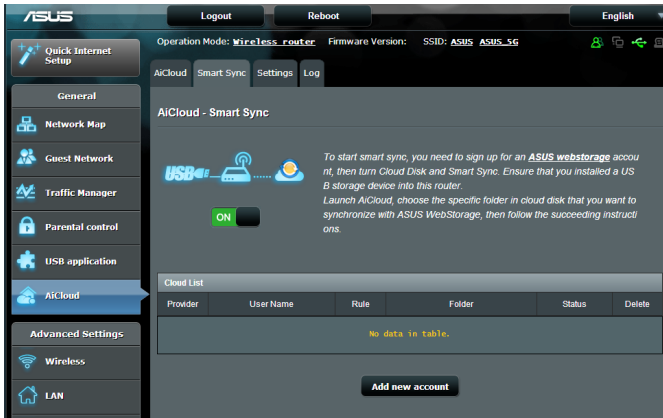 ASUS
Logout
Reboot
English
Quick Internet
Setup
Operation Mode: Wireless router Firmware Version: SSID: ASUS ASUS_5G
AiCloud
Smart Sync
Settings
Log
General
Network Map
Guest Network
Traffic Manager
Parental control
USB application
AiCloud
Advanced Settings
Wireless
LAN
AiCloud - Smart Sync
USB
ON
To start smart sync, you need to sign up for an ASUS webstorage accou
nt, then turn Cloud Disk and Smart Sync. Ensure that you installed a US
B storage device into this router.
Launch AiCloud, choose the specific folder in cloud disk that you want to
synchronize with ASUS WebStorage, then follow the succeeding instructi
ons.
Cloud List
Provider User Name Rule Folder Status Delete
No data in table.
Add new account